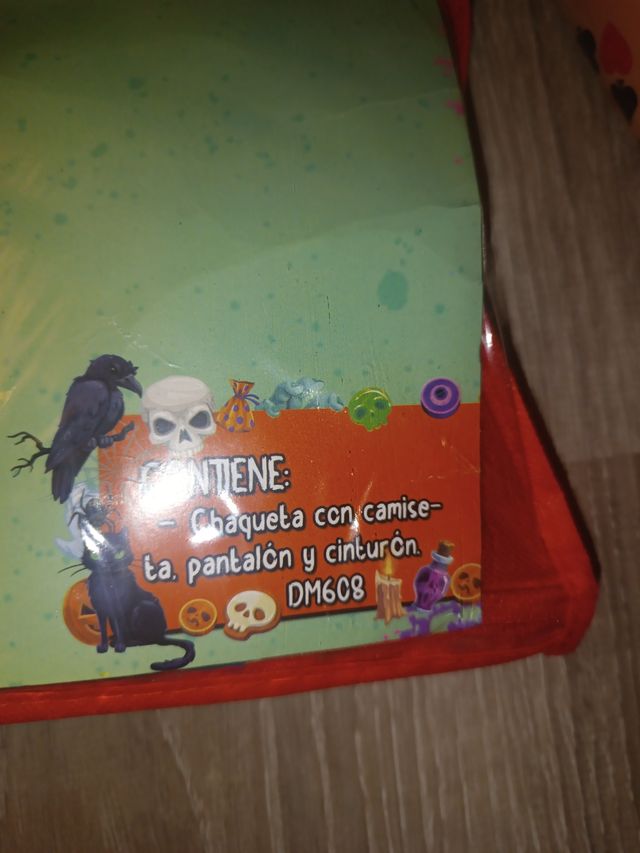 CONTIENE:
- Chaqueta con camise-
ta, pantalón y cinturón.
DM608